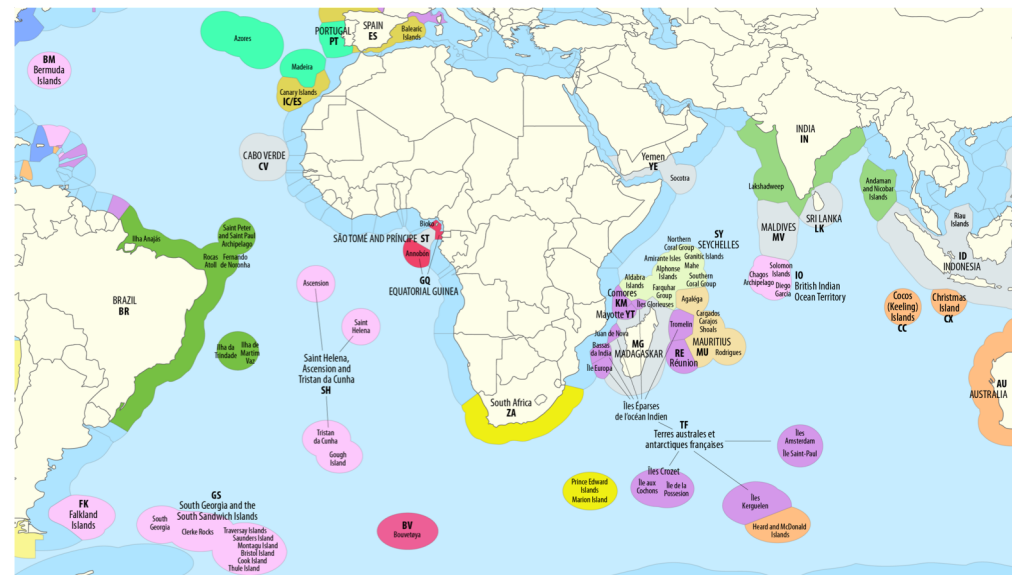 Azores
PORTUGAL
PT
SPAIN
ES
Balearic
Islands
BM
Bermuda
Islands
Madeira
Canary Islands
IC/ES
CABO VERDE
CV
Yemen
YE
Socotra
INDIA
IN
Lakshadweep
Andaman
and Nicobar
Islands
SRI LANKA
LK
MALDIVES
MV
Riau
Islands
ID
INDONESIA
Ilha Anajás
Saint Peter
and Saint Paul
Archipelago
Rocas
Atoll
Fernando
de Noronha
Bioko
SÃO TOMÉ AND PRÍNCIPE ST
Annobón
GQ
EQUATORIAL GUINEA
SY
SEYCHELLES
Northern
Coral Group
Amirante Isles
Granitic Islands
Mahe
Alphonse
Islands
Southern
Coral Group
Aldabra
Islands
Farquhar
Group
Îles Glorieuses
Agaléga
Comores
KM
Mayotte YT
Solomon
Islands
Chagos
Archipelago
Diego
Garcia
IO
British Indian
Ocean Territory
Cocos
(Keeling)
Islands
CC
Christmas
Island
CX
BRAZIL
BR
Ascension
Saint
Helena
Saint Helena,
Ascension and
Tristan da Cunha
SH
Ilha da
Trindade
Ilha de
Martim
Vaz
Juan de Nova
Bassas
da India
Île Europa
MG
MADAGASCAR
Tromelin
Cargados
Carajos
Shoals
MAURITIUS
MU
Rodrigues
RE
Réunion
AU
AUSTRALIA
South Africa
ZA
Îles Éparses
de l'océan Indien
TF
Terres australes et
antarctiques françaises
Îles
Amsterdam
Île Saint-Paul
Tristan
da Cunha
Gough
Island
Îles Crozet
Île aux
Cochons
Île de la
Possesion
Prince Edward
Islands
Marion Island
Îles
Kerguelen
Heard and McDonald
Islands
FK
Falkland
Islands
GS
South Georgia and the
South Sandwich Islands
South
Georgia
Clerke Rocks
Traversay Islands
Saunders Island
Montagu Island
Bristol Island
Cook Island
Thule Island
BV
Bouvetøya